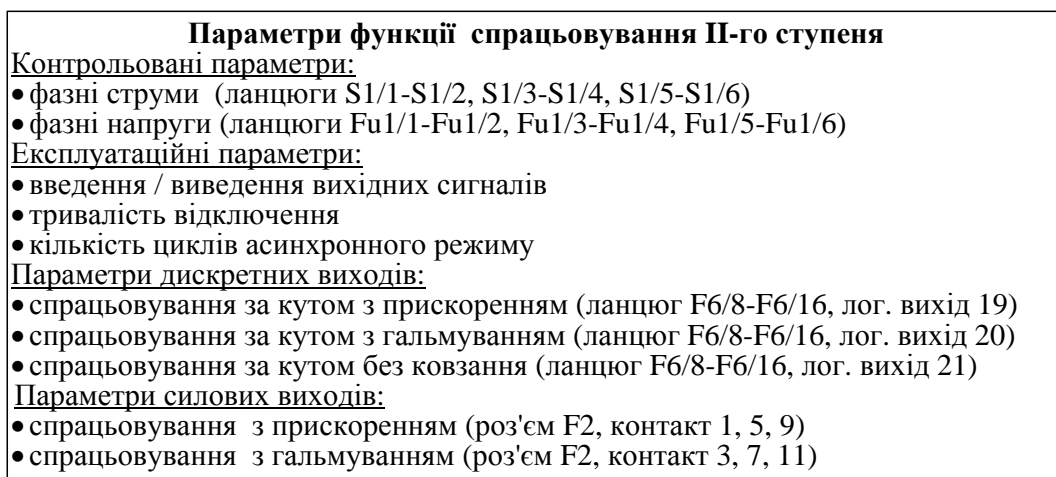 Параметри функції спрацьовування II-го ступеня
Контрольовані параметри:
• фазні струми (ланцюги S1/1-S1/2, S1/3-S1/4, S1/5-S1/6)
• фазні напруги (ланцюги Fu1/1-Fu1/2, Fu1/3-Fu1/4, Fu1/5-Fu1/6)
Експлуатаційні параметри:
• введення / виведення вихідних сигналів
• тривалість відключення
• кількість циклів асинхронного режиму
Параметри дискретних виходів:
• спрацьовування за кутом з прискоренням (ланцюг F6/8-F6/16, лог. вихід 19)
• спрацьовування за кутом з гальмуванням (ланцюг F6/8-F6/16, лог. вихід 20)
• спрацьовування за кутом без ковзання (ланцюг F6/8-F6/16, лог. вихід 21)
Параметри силових виходів:
• спрацьовування з прискоренням (роз'єм F2, контакт 1, 5, 9)
• спрацьовування з гальмуванням (роз'єм F2, контакт 3, 7, 11)